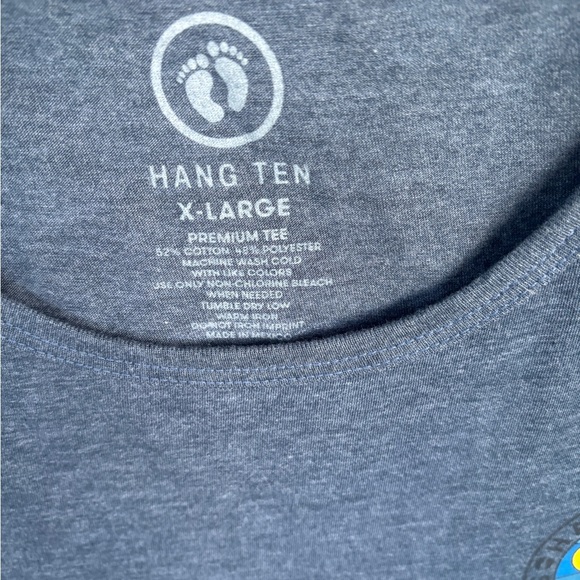 HANG TEN
X-LARGE
PREMIUM TEE
52% COTTON 48% POLYESTER
MACHINE WASH COLD
WITH LIKE COLORS
USE ONLY NON-CHLORINE BLEACH
WHEN NEEDED
TUMBLE DRY LOW
WARM IRON
DO NOT IRON IMPRINT
MADE IN MEXICO